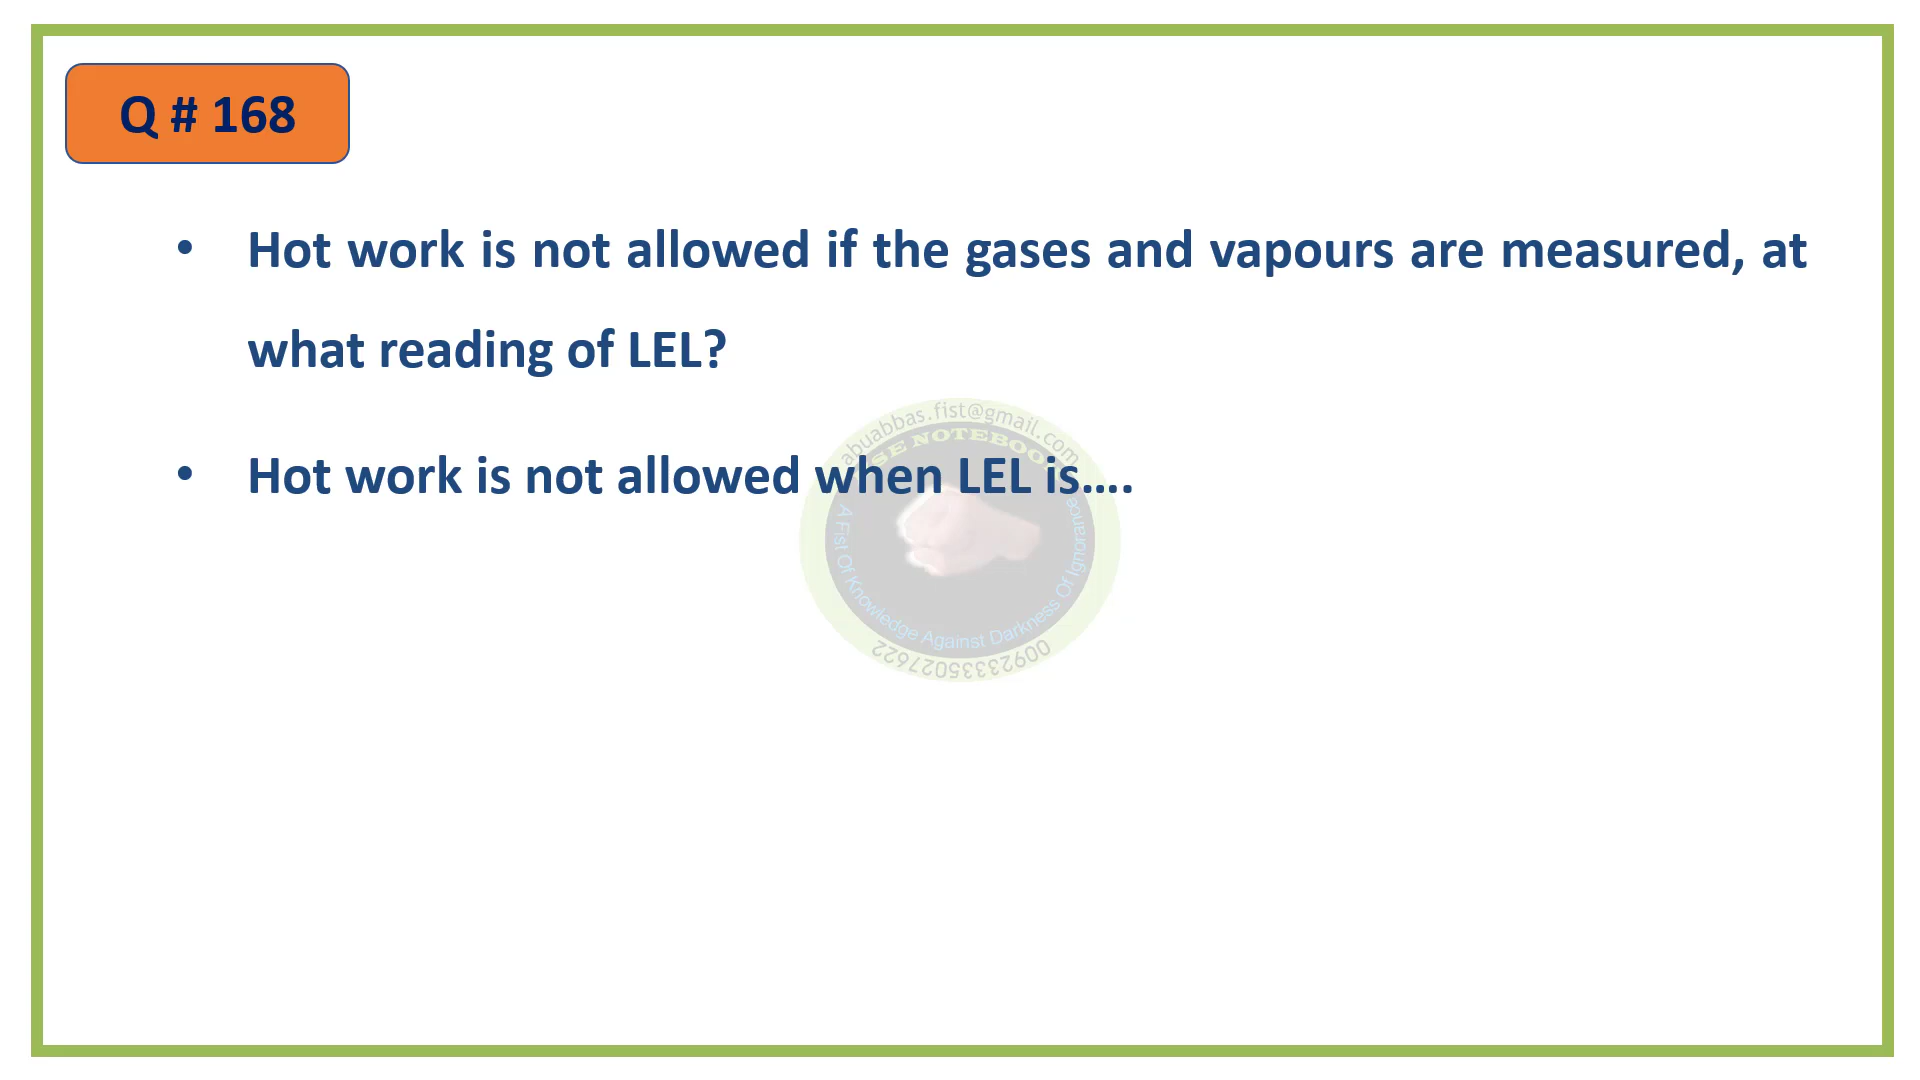 Q # 168
• Hot work is not allowed if the gases and vapours are measured, at
what reading of LEL?
abuabbas.fist@gmail.com
• Hot work is not allowed when LEL is....
A Fist Of Knowledge Against Darkness Of Ignorance
00923335027622